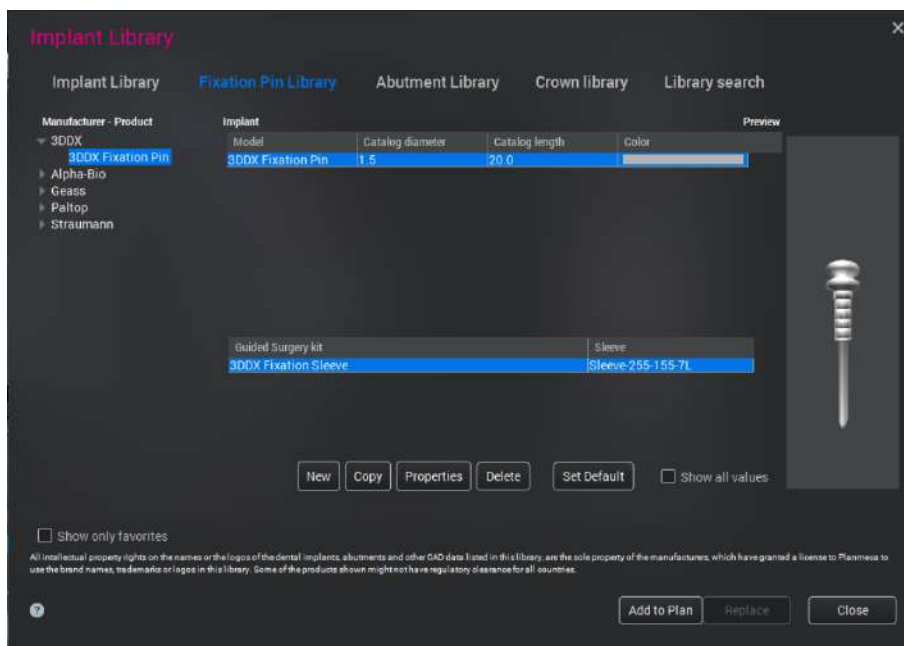 Implant Library
Implant Library Fixation Pin Library Abutment Library Crown library Library search
Manufacturer - Product Implant Preview
3DDX
3DDX Fixation Pin
Alpha-Bio
Geass
Paltop
Straumann
Model Catalog diameter Catalog length Color
3DDX Fixation Pin 1.5 20.0
Guided Surgery kit Sleeve
3DDX Fixation Sleeve Sleeve-255-155-7L
New Copy Properties Delete Set Default Show all values
Show only favorites
All intellectual property rights on the names or the logos of the dental implants, abutments and other CAD data listed in this library, are the sole property of the manufacturers, which have granted a license to Planmeca to
use the brand names, trademarks or logos in this library. Some of the products shown might not have regulatory clearance for all countries.
? Add to Plan Replace Close